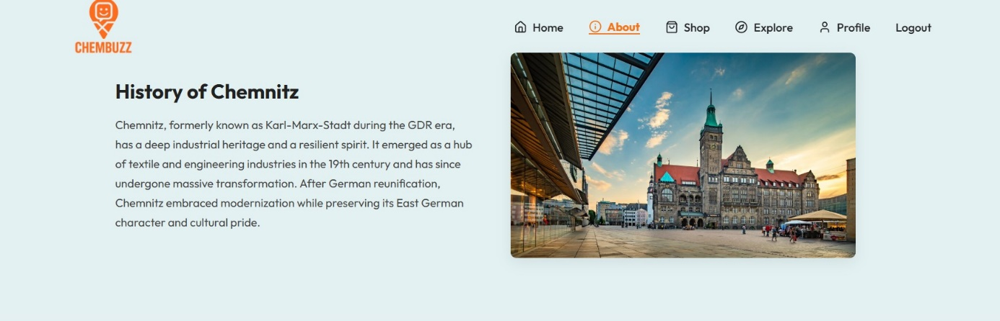 CHEMBUZZ
Home About Shop Explore Profile Logout
History of Chemnitz
Chemnitz, formerly known as Karl-Marx-Stadt during the GDR era,
has a deep industrial heritage and a resilient spirit. It emerged as a hub
of textile and engineering industries in the 19th century and has since
undergone massive transformation. After German reunification,
Chemnitz embraced modernization while preserving its East German
character and cultural pride.